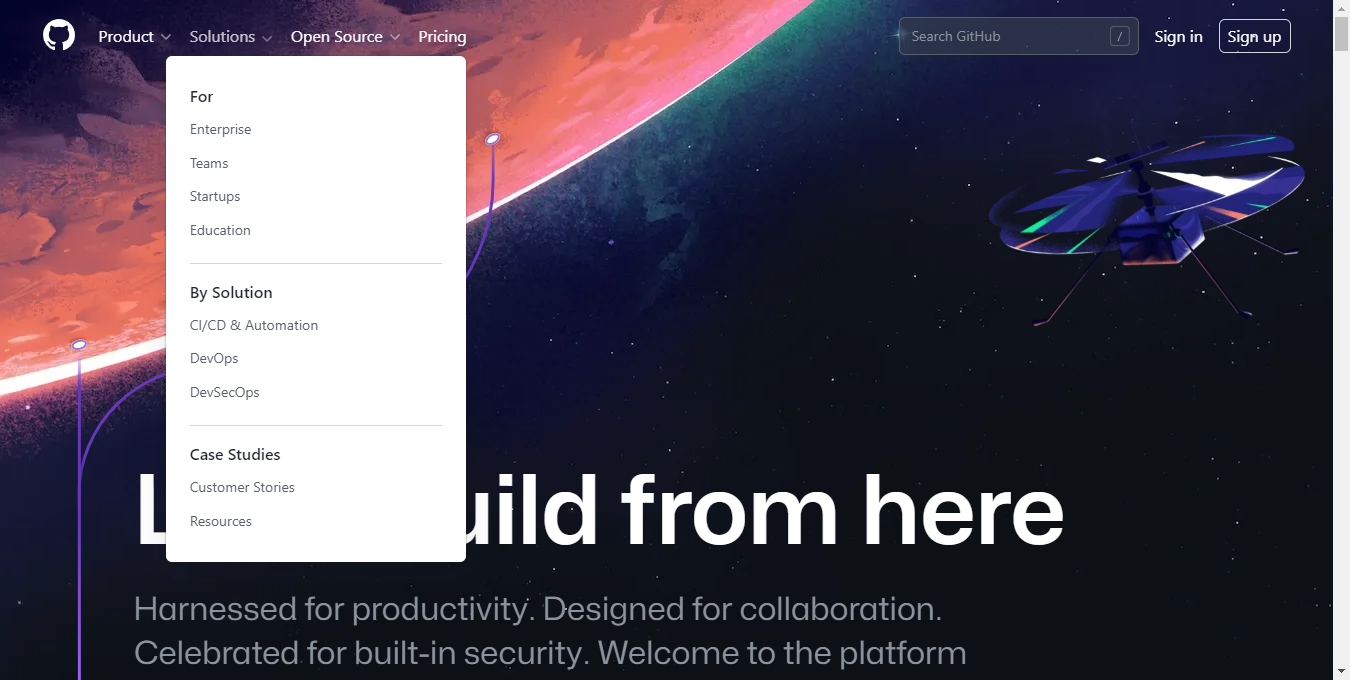 Product Solutions Open Source Pricing Search GitHub / Sign in Sign up
For
Enterprise
Teams
Startups
Education
By Solution
CI/CD & Automation
DevOps
DevSecOps
Case Studies
Customer Stories
Resources
from here
Harnessed for productivity. Designed for collaboration.
Celebrated for built-in security. Welcome to the platform